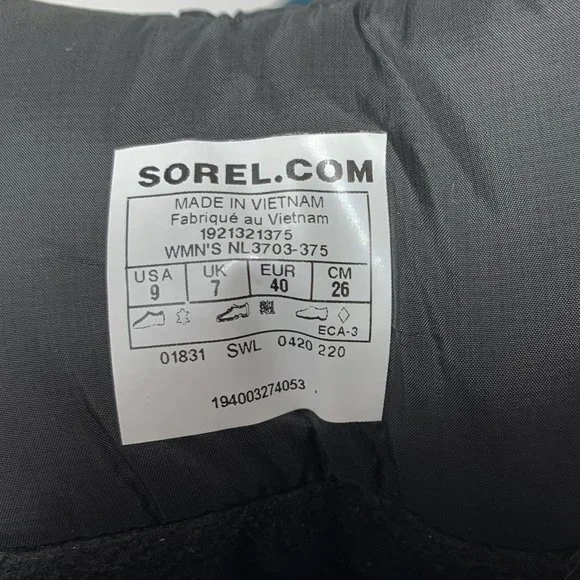 SOREL.COM
MADE IN VIETNAM
Fabriqué au Vietnam
1921321375
WMN'S NL3703-375
USA UK EUR CM
9 7 40 26
ECA-3
01831 SWL 0420 220
194003274053